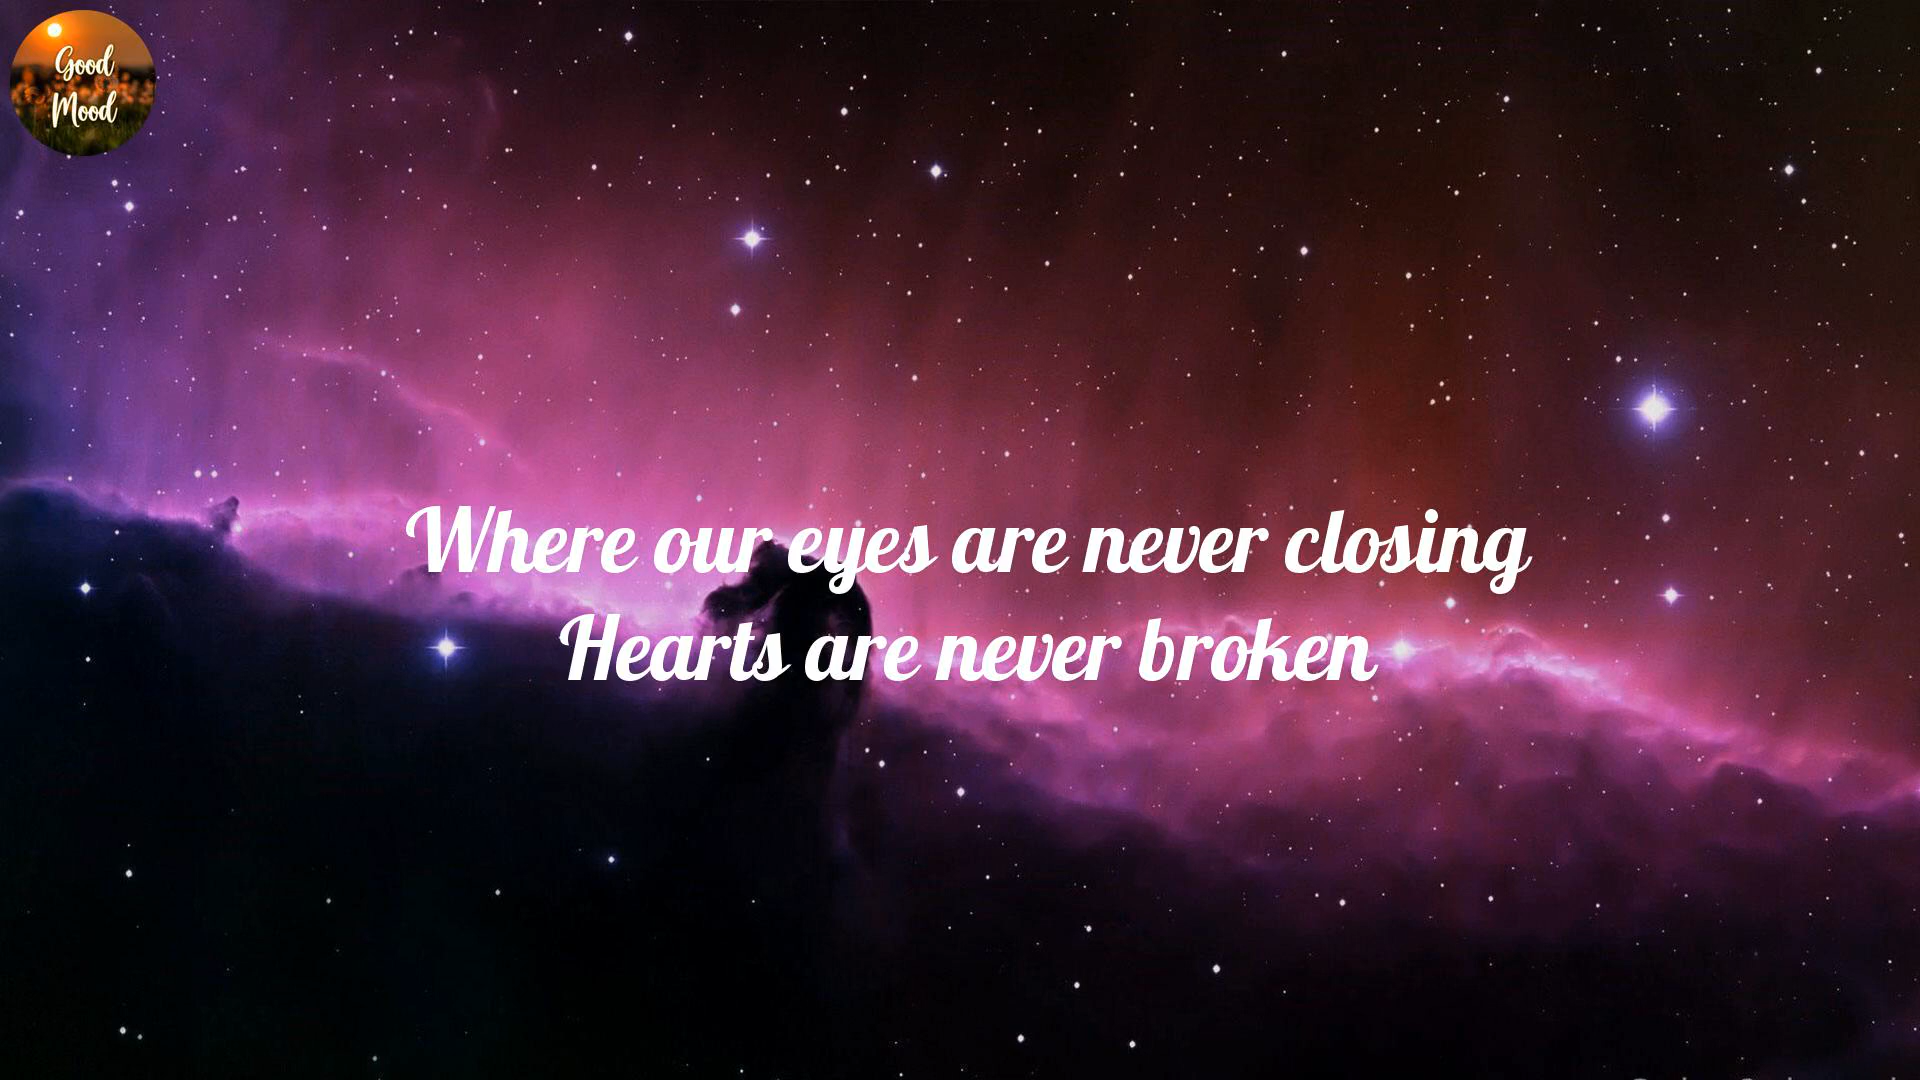 Good
Mood
Where our eyes are never closing
Hearts are never broken